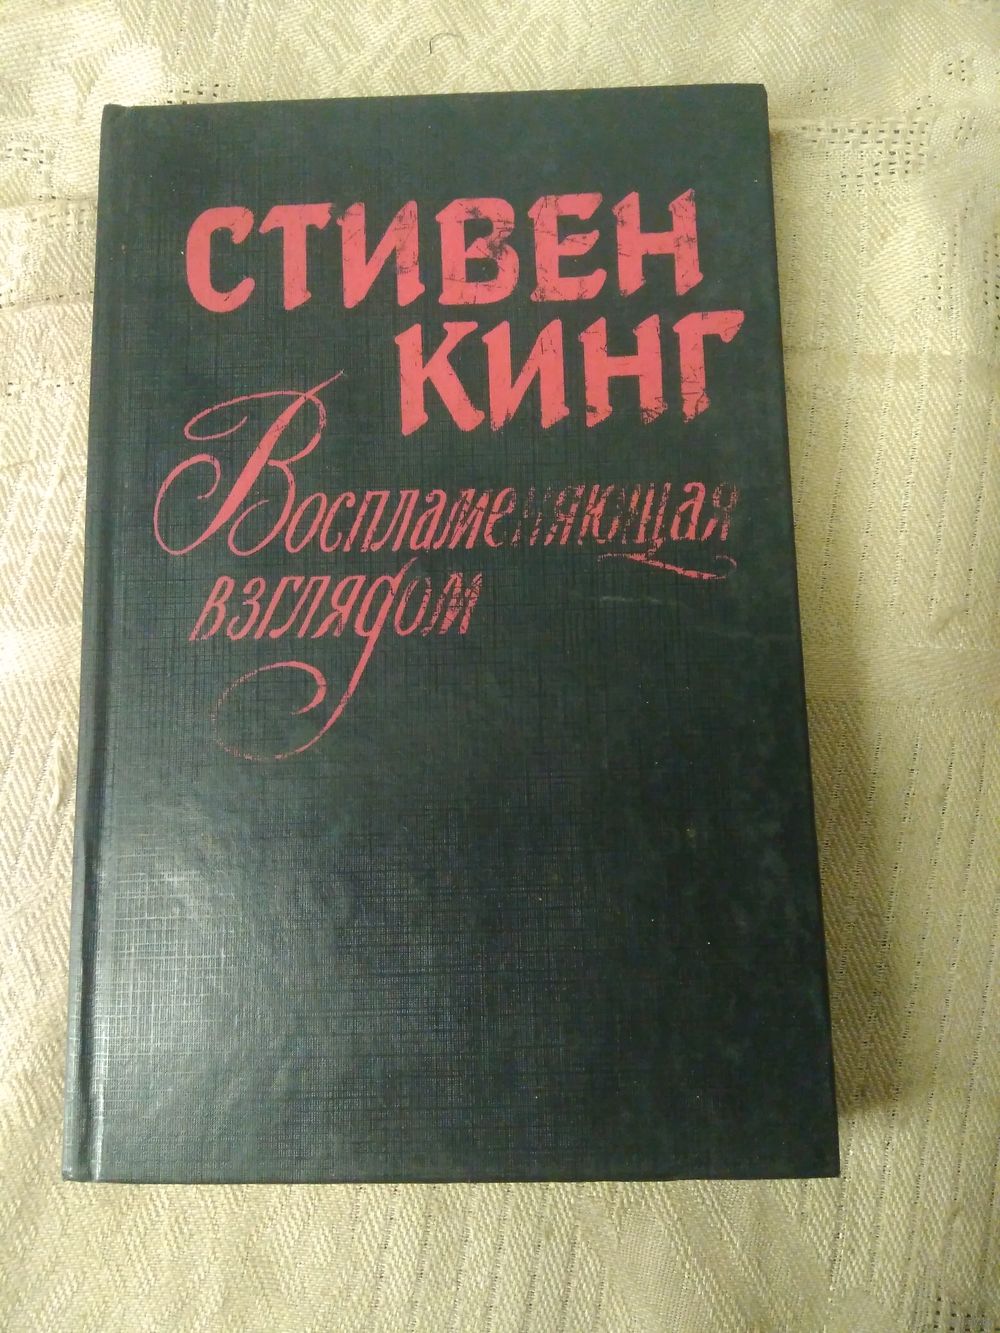 СТИВЕН
КИНГ
Воспламеняющая
взглядом